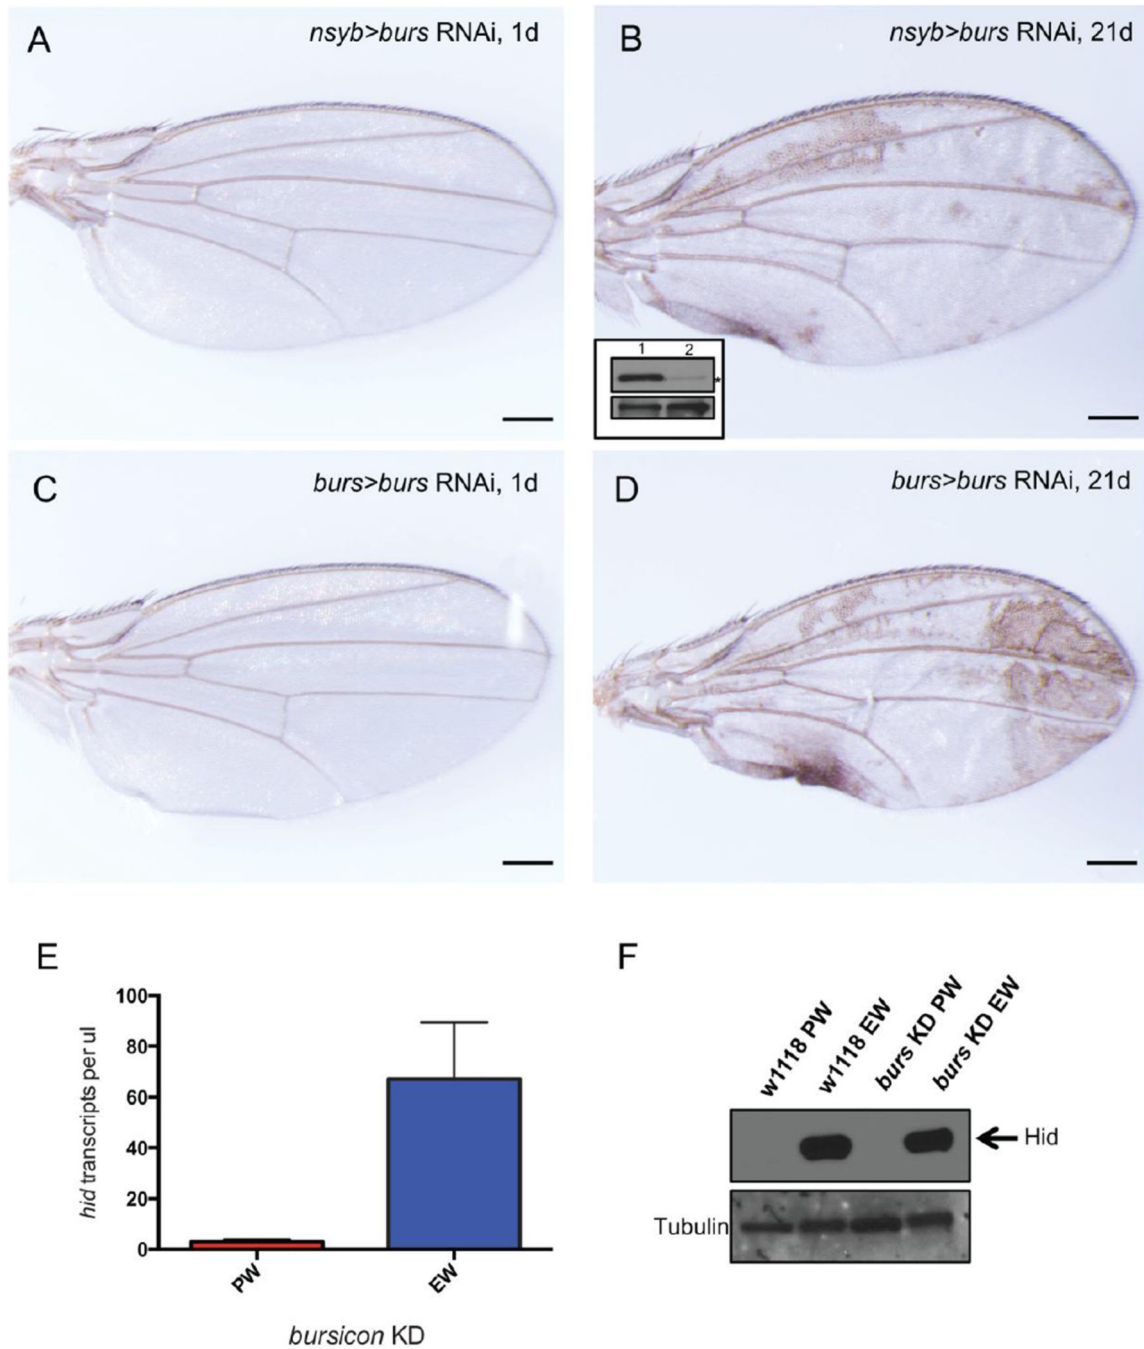 A
nsyb>burs RNAi, 1d
B
nsyb>burs RNAi, 21d
1 2
*
C
burs>burs RNAi, 1d
D
burs>burs RNAi, 21d
E
hid transcripts per ul
100
80
60
40
20
0
PW
EW
bursicon KD
F
w1118 PW
w1118 EW
burs KD PW
burs KD EW
Hid
Tubulin